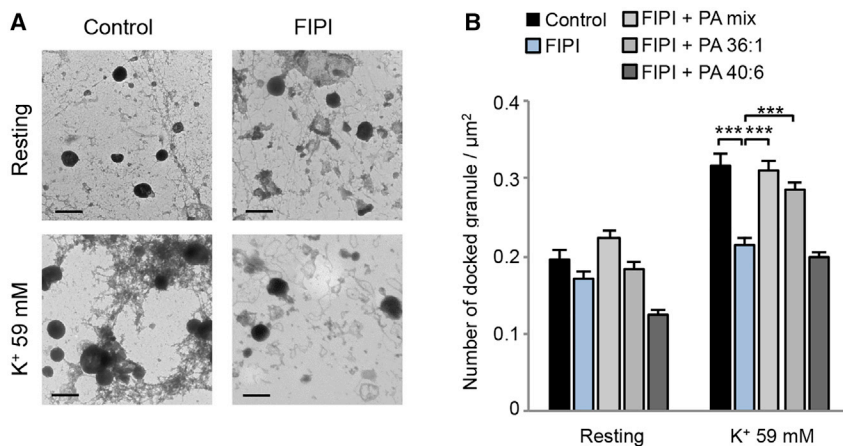 A
Control
FIPI
Resting
K⁺ 59 mM
B
Control
FIPI
FIPI + PA mix
FIPI + PA 36:1
FIPI + PA 40:6
Number of docked granule / µm²
0.4
0.3
0.2
0.1
0
***
*** ***
Resting
K⁺ 59 mM